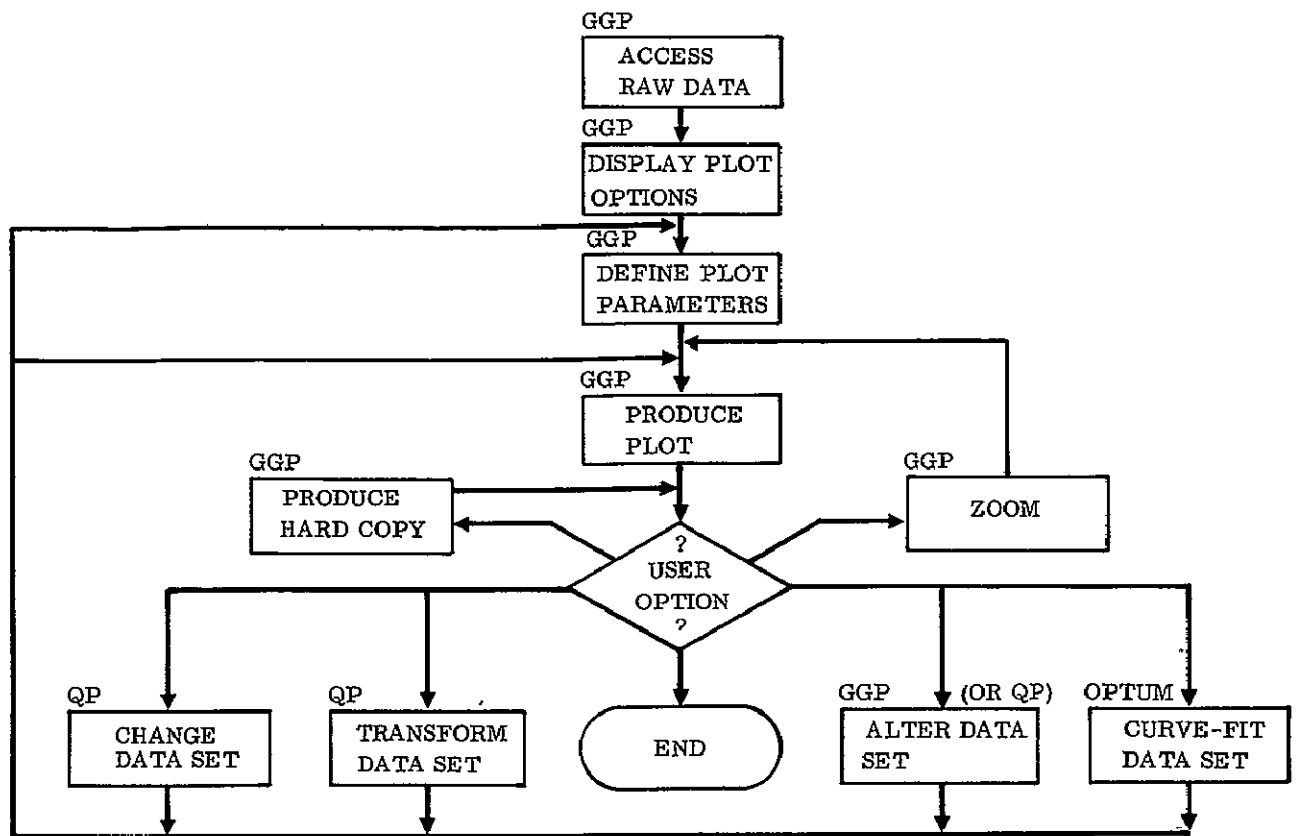 GGP
ACCESS
RAW DATA
GGP
DISPLAY PLOT
OPTIONS
GGP
DEFINE PLOT
PARAMETERS
GGP
PRODUCE
PLOT
GGP
PRODUCE
HARD COPY
GGP
ZOOM
?
USER
OPTION
?
QP
CHANGE
DATA SET
QP
TRANSFORM
DATA SET
END
GGP (OR QP)
ALTER DATA
SET
OPTUM
CURVE-FIT
DATA SET